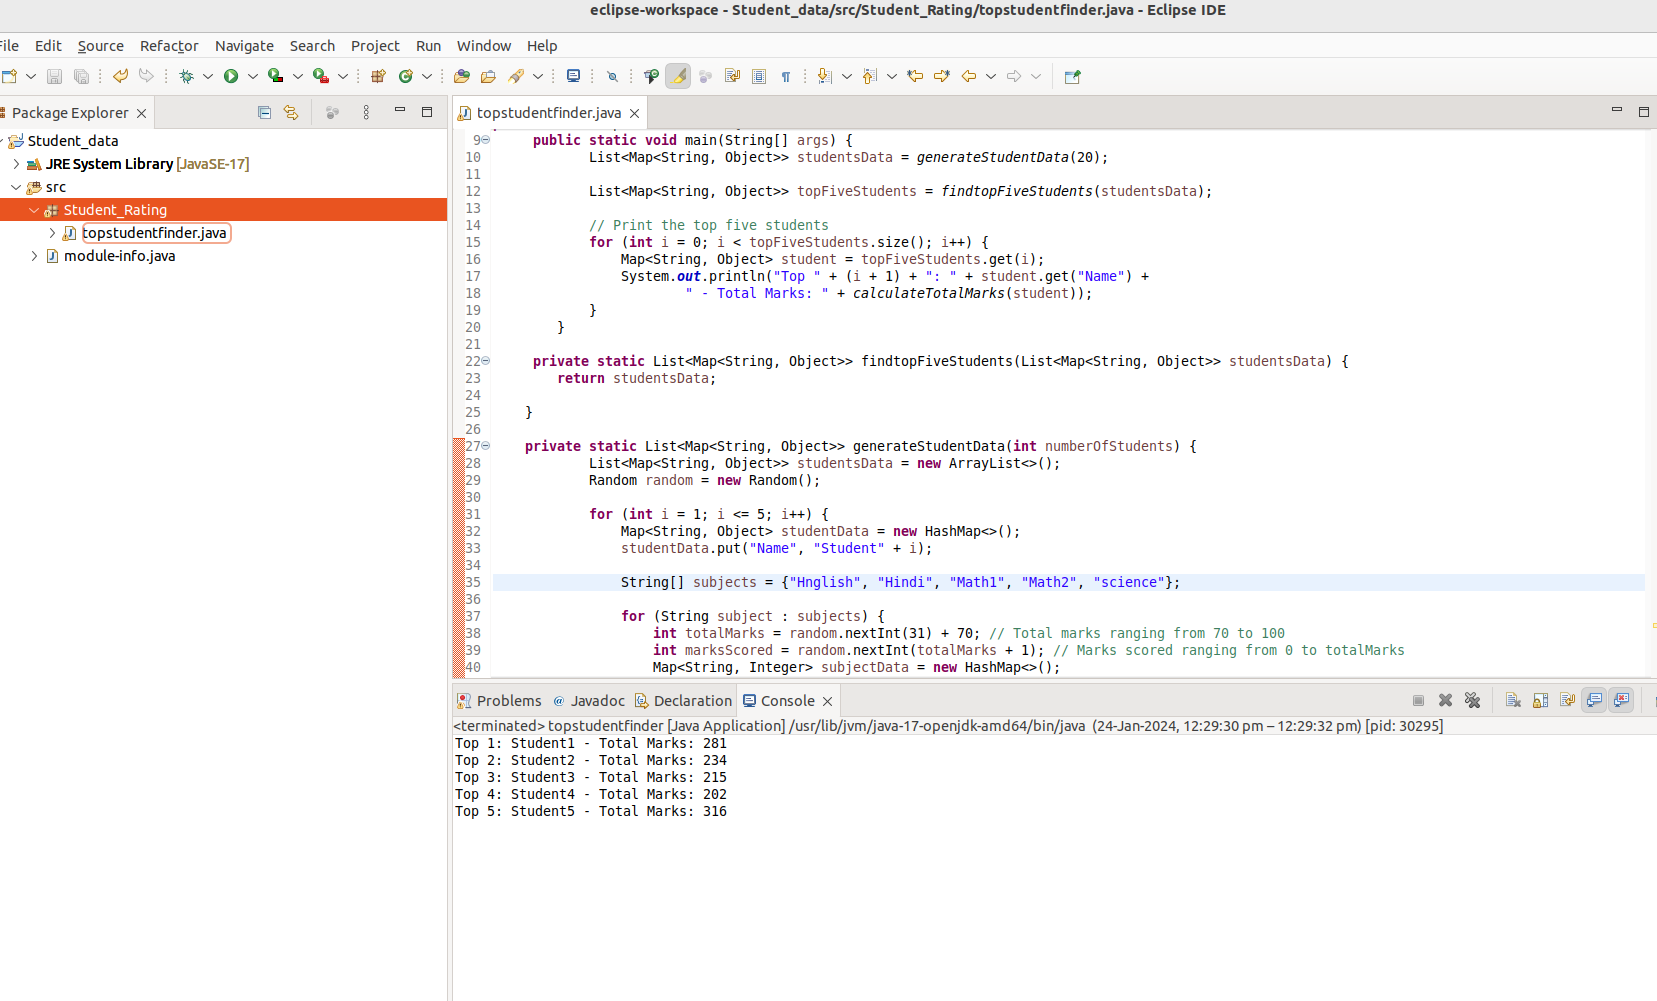 eclipse-workspace - Student_data/src/Student_Rating/topstudentfinder.java - Eclipse IDE
File Edit Source Refactor Navigate Search Project Run Window Help
Package Explorer
topstudentfinder.java
Student_data
JRE System Library [JavaSE-17]
src
Student_Rating
topstudentfinder.java
module-info.java
9 public static void main(String[] args) {
10 List<Map<String, Object>> studentsData = generateStudentData(20);
11
12 List<Map<String, Object>> topFiveStudents = findtopFiveStudents(studentsData);
13
14 // Print the top five students
15 for (int i = 0; i < topFiveStudents.size(); i++) {
16 Map<String, Object> student = topFiveStudents.get(i);
17 System.out.println("Top " + (i + 1) + ": " + student.get("Name") +
18 " - Total Marks: " + calculateTotalMarks(student));
19 }
20 }
21
22 private static List<Map<String, Object>> findtopFiveStudents(List<Map<String, Object>> studentsData) {
23 return studentsData;
24
25 }
26
27 private static List<Map<String, Object>> generateStudentData(int numberOfStudents) {
28 List<Map<String, Object>> studentsData = new ArrayList<>();
29 Random random = new Random();
30
31 for (int i = 1; i <= 5; i++) {
32 Map<String, Object> studentData = new HashMap<>();
33 studentData.put("Name", "Student" + i);
34
35 String[] subjects = {"Hnglish", "Hindi", "Math1", "Math2", "science"};
36
37 for (String subject : subjects) {
38 int totalMarks = random.nextInt(31) + 70; // Total marks ranging from 70 to 100
39 int marksScored = random.nextInt(totalMarks + 1); // Marks scored ranging from 0 to totalMarks
40 Map<String, Integer> subjectData = new HashMap<>();
Problems @ Javadoc Declaration Console
<terminated> topstudentfinder [Java Application] /usr/lib/jvm/java-17-openjdk-amd64/bin/java (24-Jan-2024, 12:29:30 pm – 12:29:32 pm) [pid: 30295]
Top 1: Student1 - Total Marks: 281
Top 2: Student2 - Total Marks: 234
Top 3: Student3 - Total Marks: 215
Top 4: Student4 - Total Marks: 202
Top 5: Student5 - Total Marks: 316